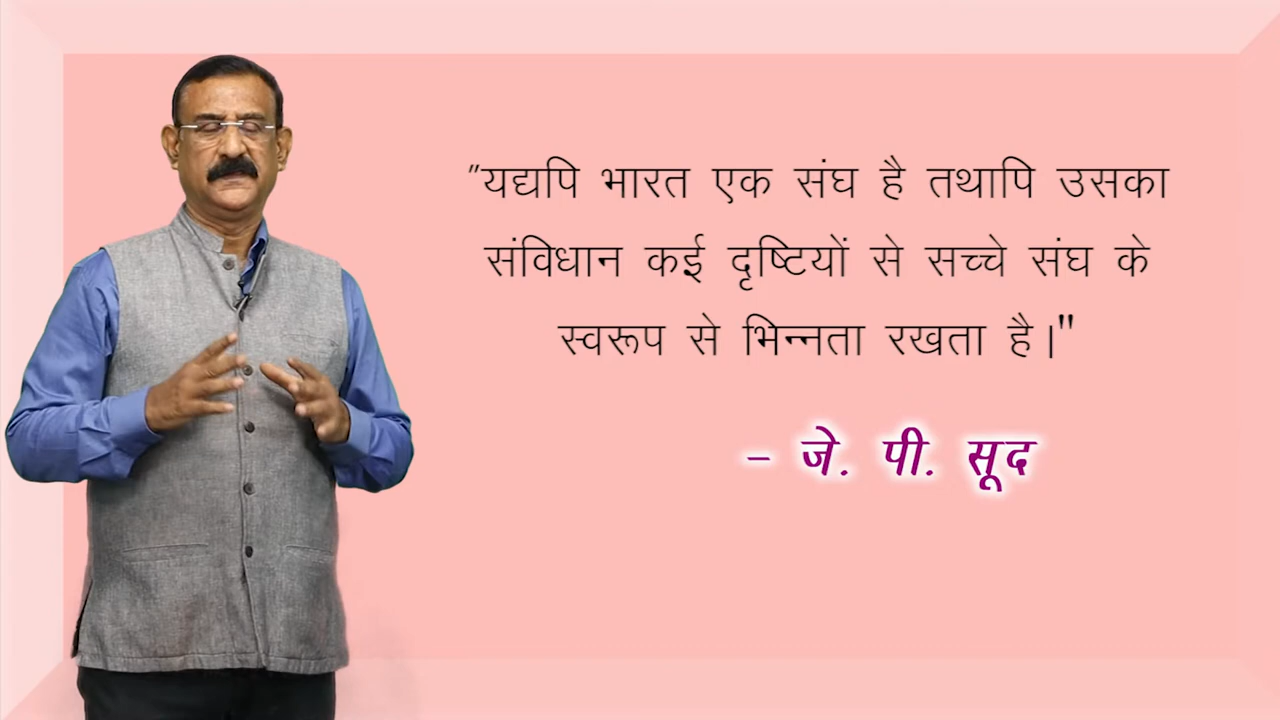 "यद्यपि भारत एक संघ है तथापि उसका
संविधान कई दृष्टियों से सच्चे संघ के
स्वरूप से भिन्नता रखता है।"
– जे. पी. सूद